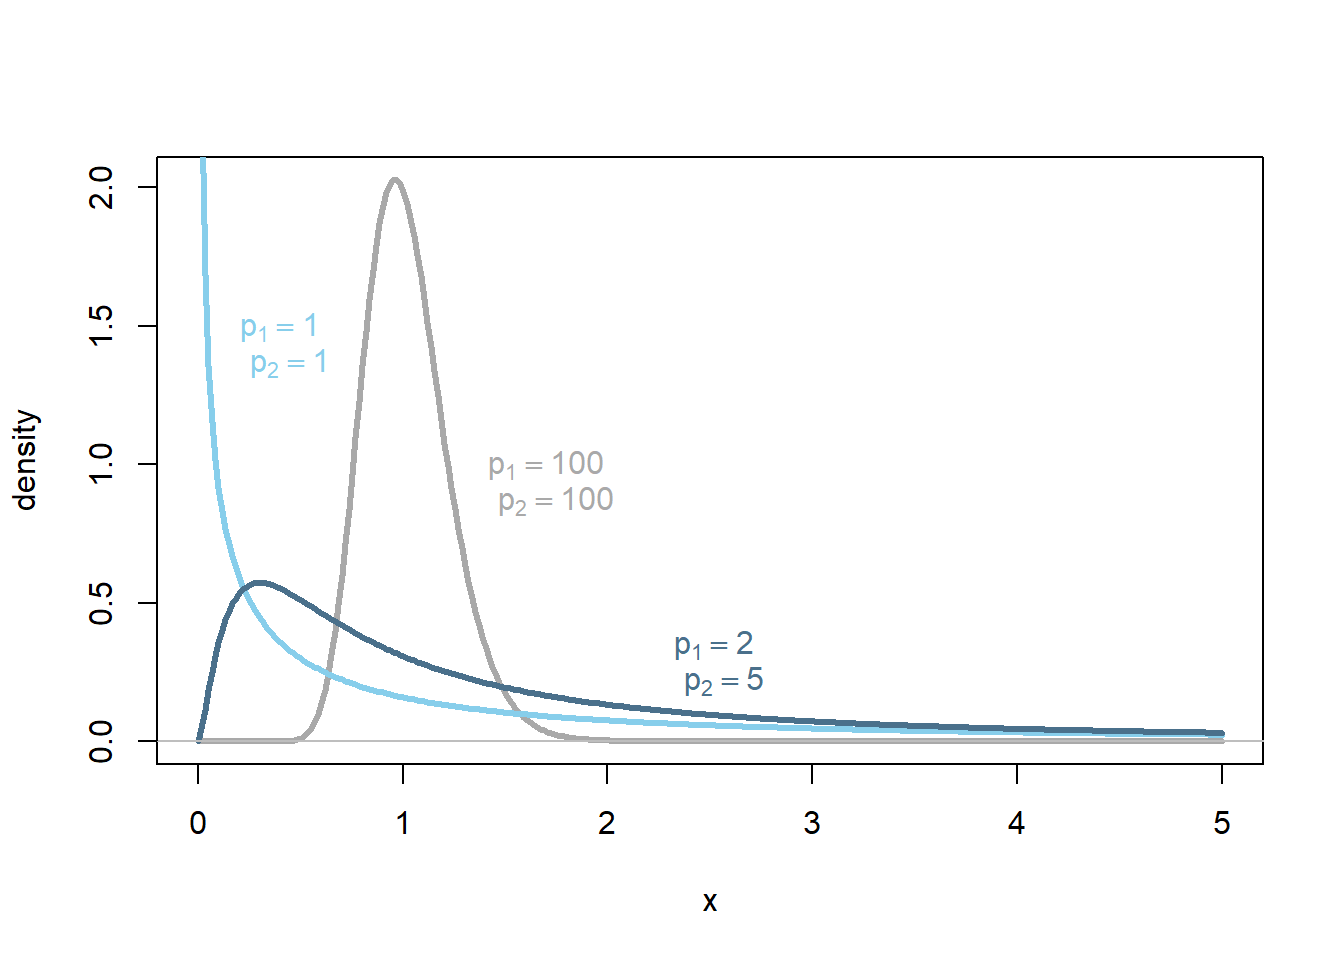 2.0
1.5
1.0
0.5
0.0
density
p₁ = 1
p₂ = 1
p₁ = 100
p₂ = 100
p₁ = 2
p₂ = 5
0 1 2 3 4 5
x